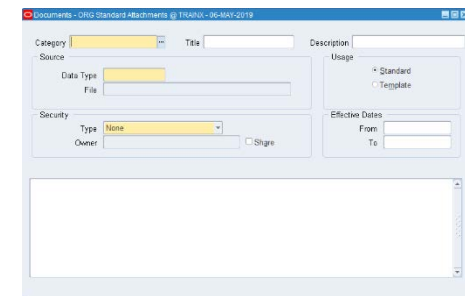 Documents - ORG Standard Attachments @ TRAINX - 06-MAY-2019
Category ... Title Description
Source Usage
Data Type Standard
File Template
Security Effective Dates
Type None From
Owner Share To